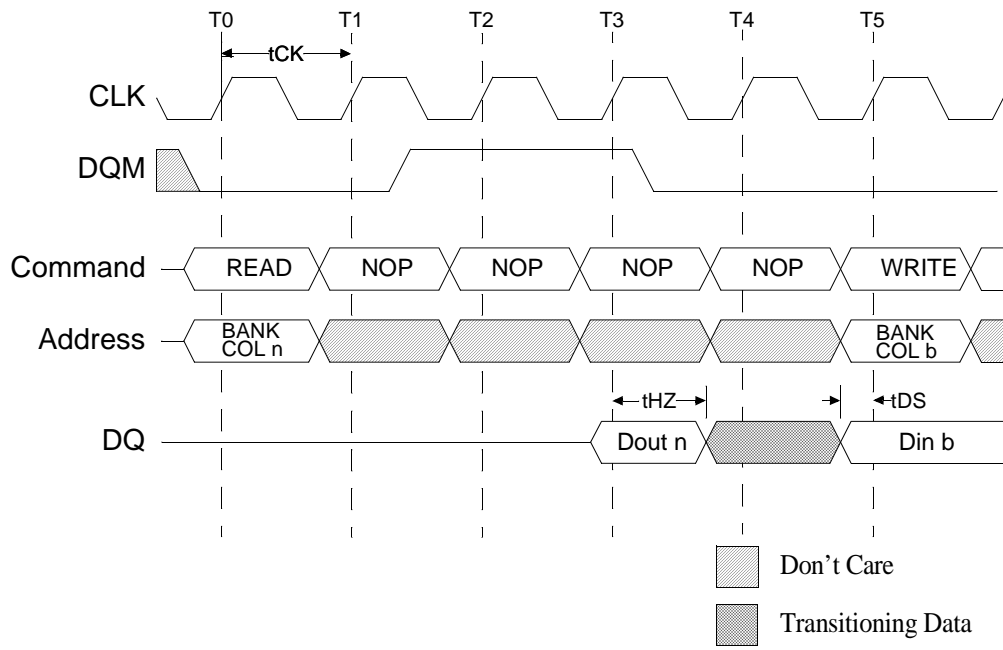 T0 T1 T2 T3 T4 T5
tCK
CLK
DQM
Command READ NOP NOP NOP NOP WRITE
Address BANK COL n BANK COL b
tHZ tDS
DQ Dout n Din b
Don't Care
Transitioning Data